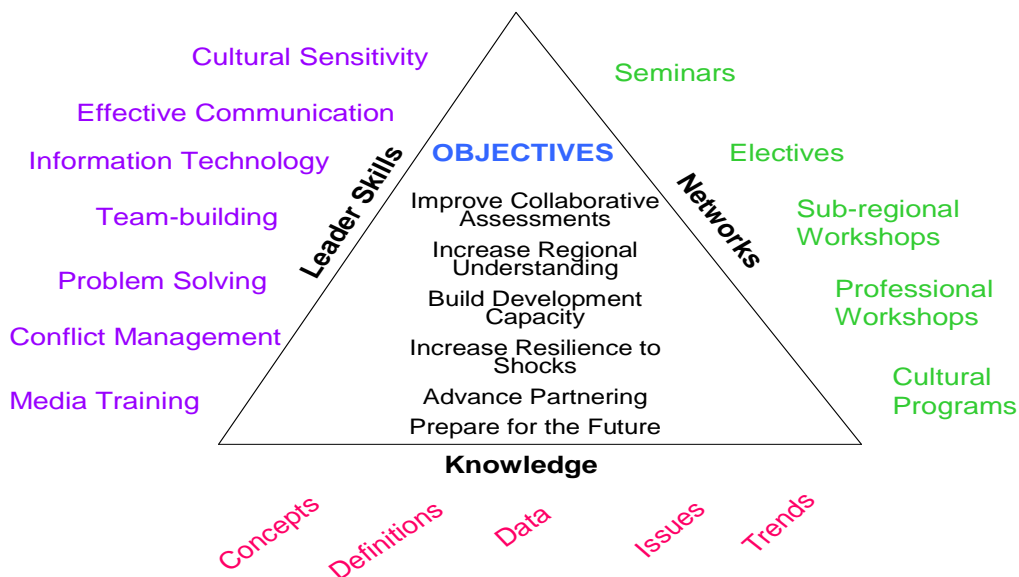 Cultural Sensitivity
Effective Communication
Information Technology
Team-building
Problem Solving
Conflict Management
Media Training
Leader Skills
OBJECTIVES
Improve Collaborative
Assessments
Increase Regional
Understanding
Build Development
Capacity
Increase Resilience to
Shocks
Advance Partnering
Prepare for the Future
Networks
Seminars
Electives
Sub-regional
Workshops
Professional
Workshops
Cultural
Programs
Knowledge
Concepts
Definitions
Data
Issues
Trends